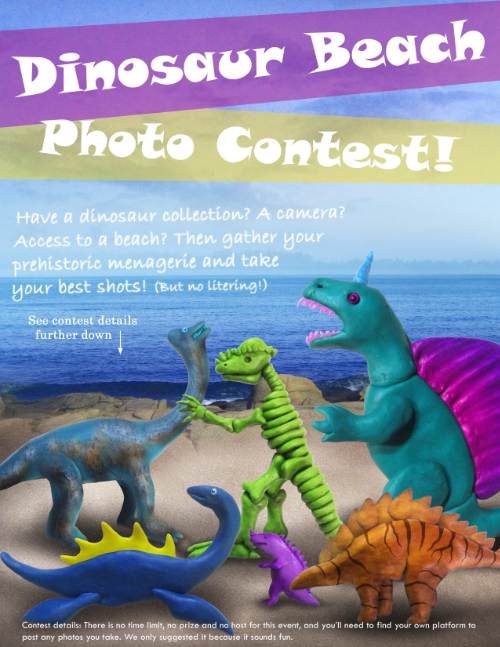 Dinosaur Beach
Photo Contest!
Have a dinosaur collection? A camera?
Access to a beach? Then gather your
prehistoric menagerie and take
your best shots! (But no litering!)
See contest details
further down
Contest details: There is no time limit, no prize and no host for this event, and you'll need to find your own platform to
post any photos you take. We only suggested it because it sounds fun.